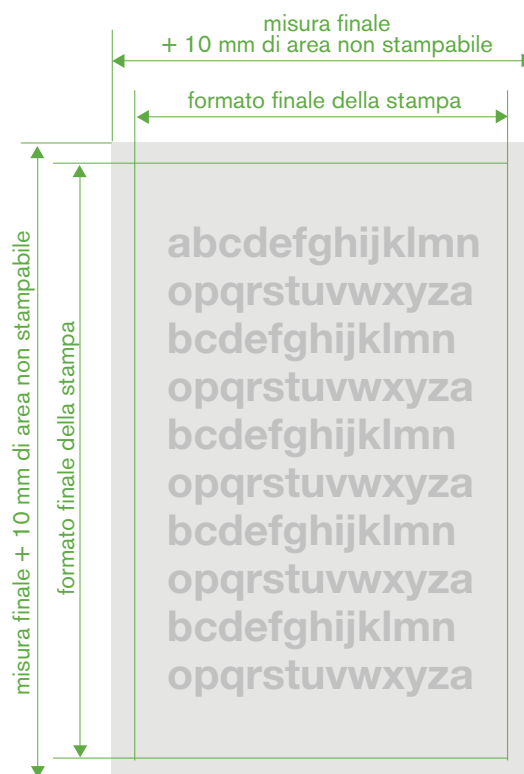 misura finale
+ 10 mm di area non stampabile
formato finale della stampa
misura finale + 10 mm di area non stampabile
formato finale della stampa
abcdefghijklmn
opqrstuvwxyza
bcdefghijklmn
opqrstuvwxyza
bcdefghijklmn
opqrstuvwxyza
bcdefghijklmn
opqrstuvwxyza
bcdefghijklmn
opqrstuvwxyza